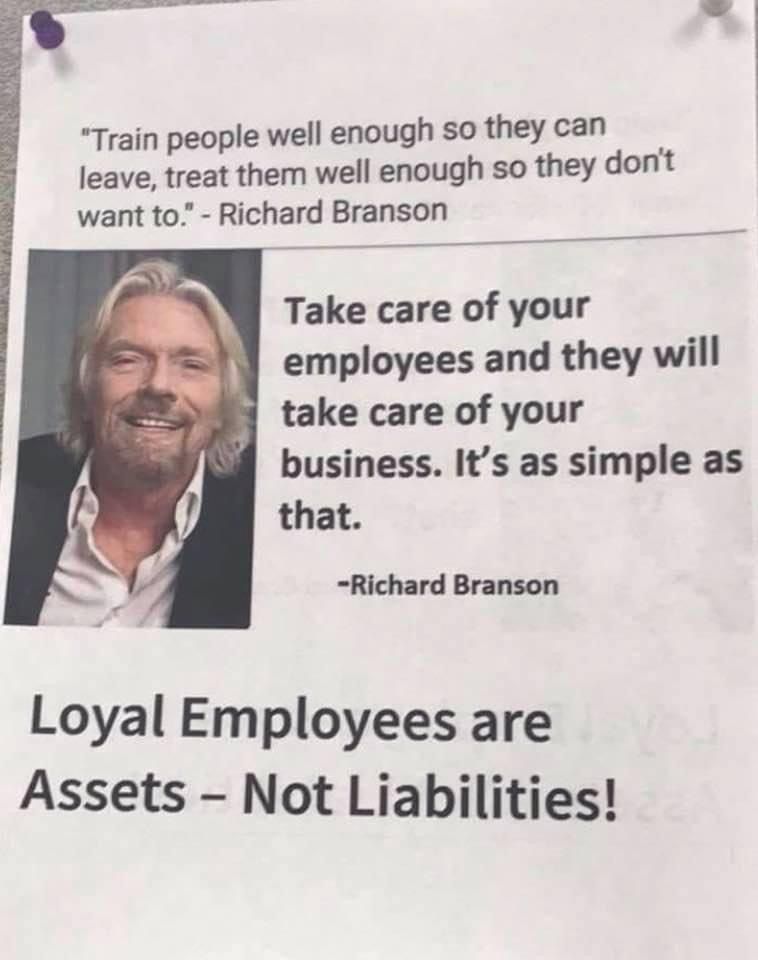 "Train people well enough so they can
leave, treat them well enough so they don't
want to." - Richard Branson
Take care of your
employees and they will
take care of your
business. It's as simple as
that.
-Richard Branson
Loyal Employees are
Assets – Not Liabilities!